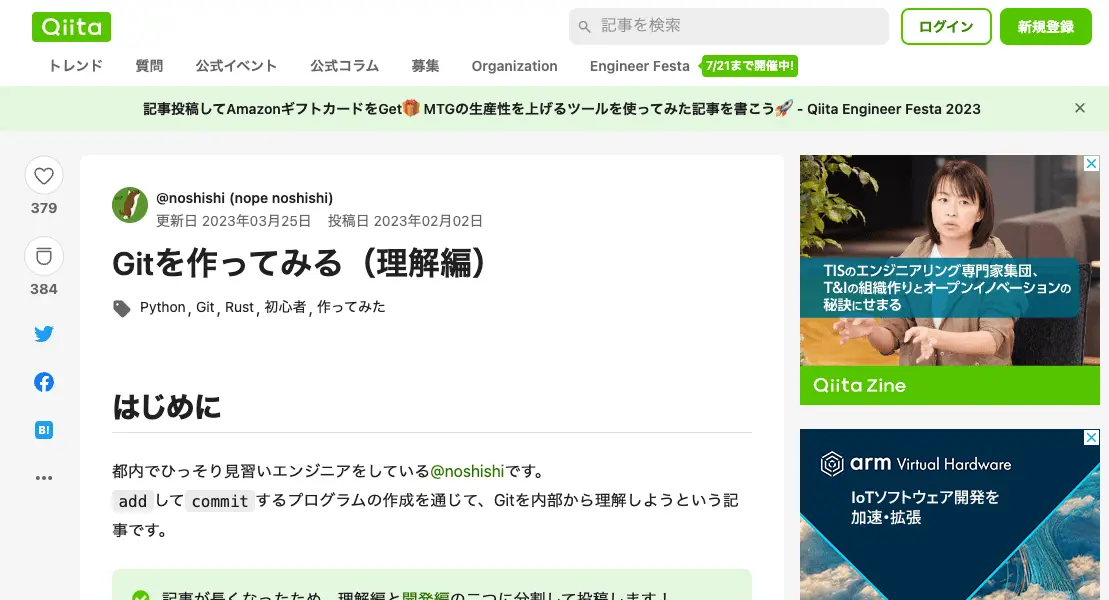 Qiita
記事を検索
ログイン
新規登録
トレンド 質問 公式イベント 公式コラム 募集 Organization Engineer Festa 7/21まで開催中!
記事投稿してAmazonギフトカードをGet🎁 MTGの生産性を上げるツールを使ってみた記事を書こう🚀 - Qiita Engineer Festa 2023
379
384
B!
@noshishi (nope noshishi)
更新日 2023年03月25日 投稿日 2023年02月02日
Gitを作ってみる（理解編）
Python, Git, Rust, 初心者, 作ってみた
はじめに
都内でひっそり見習いエンジニアをしている@noshishiです。
add して commit するプログラムの作成を通じて、Gitを内部から理解しようという記
事です。
記事が長くなったため、理解編と開発編の二つに分割して投稿します！
TISのエンジニアリング専門家集団、
T&Iの組織作りとオープンイノベーションの
秘訣にせまる
Qiita Zine
arm Virtual Hardware
IoTソフトウェア開発を
加速・拡張